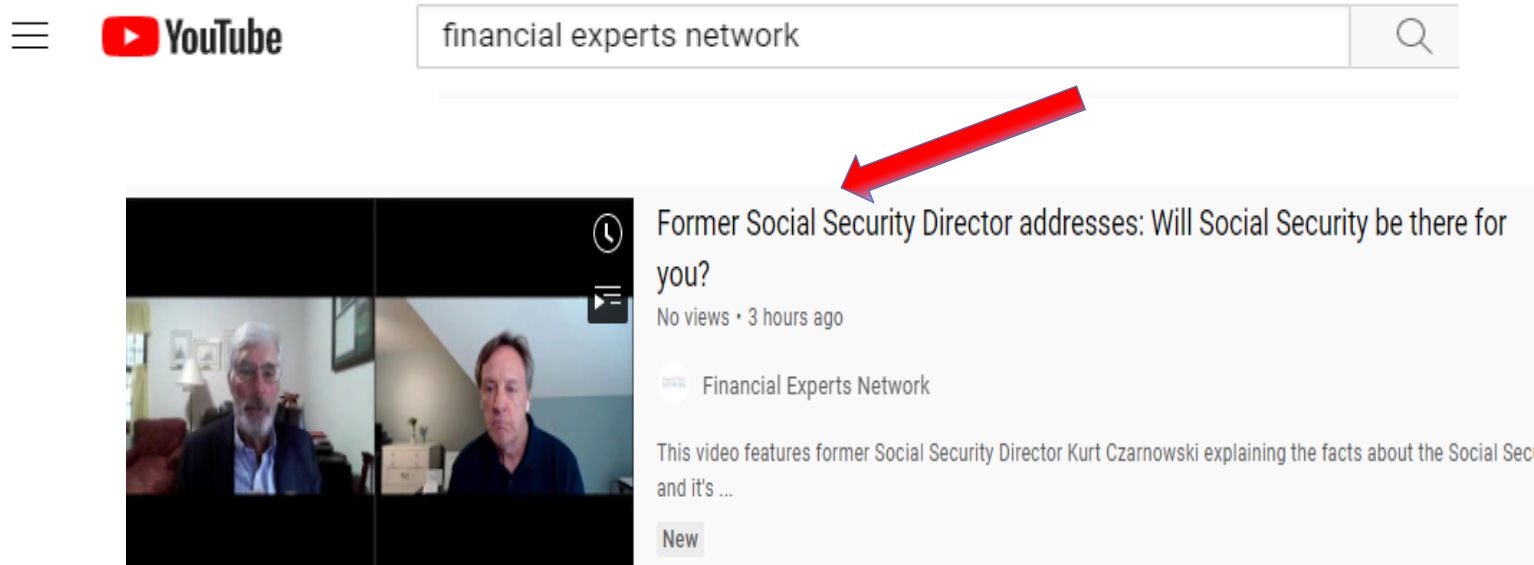 YouTube
financial experts network
Former Social Security Director addresses: Will Social Security be there for
you?
No views • 3 hours ago
Financial Experts Network
This video features former Social Security Director Kurt Czarnowski explaining the facts about the Social Sec
and it's ...
New